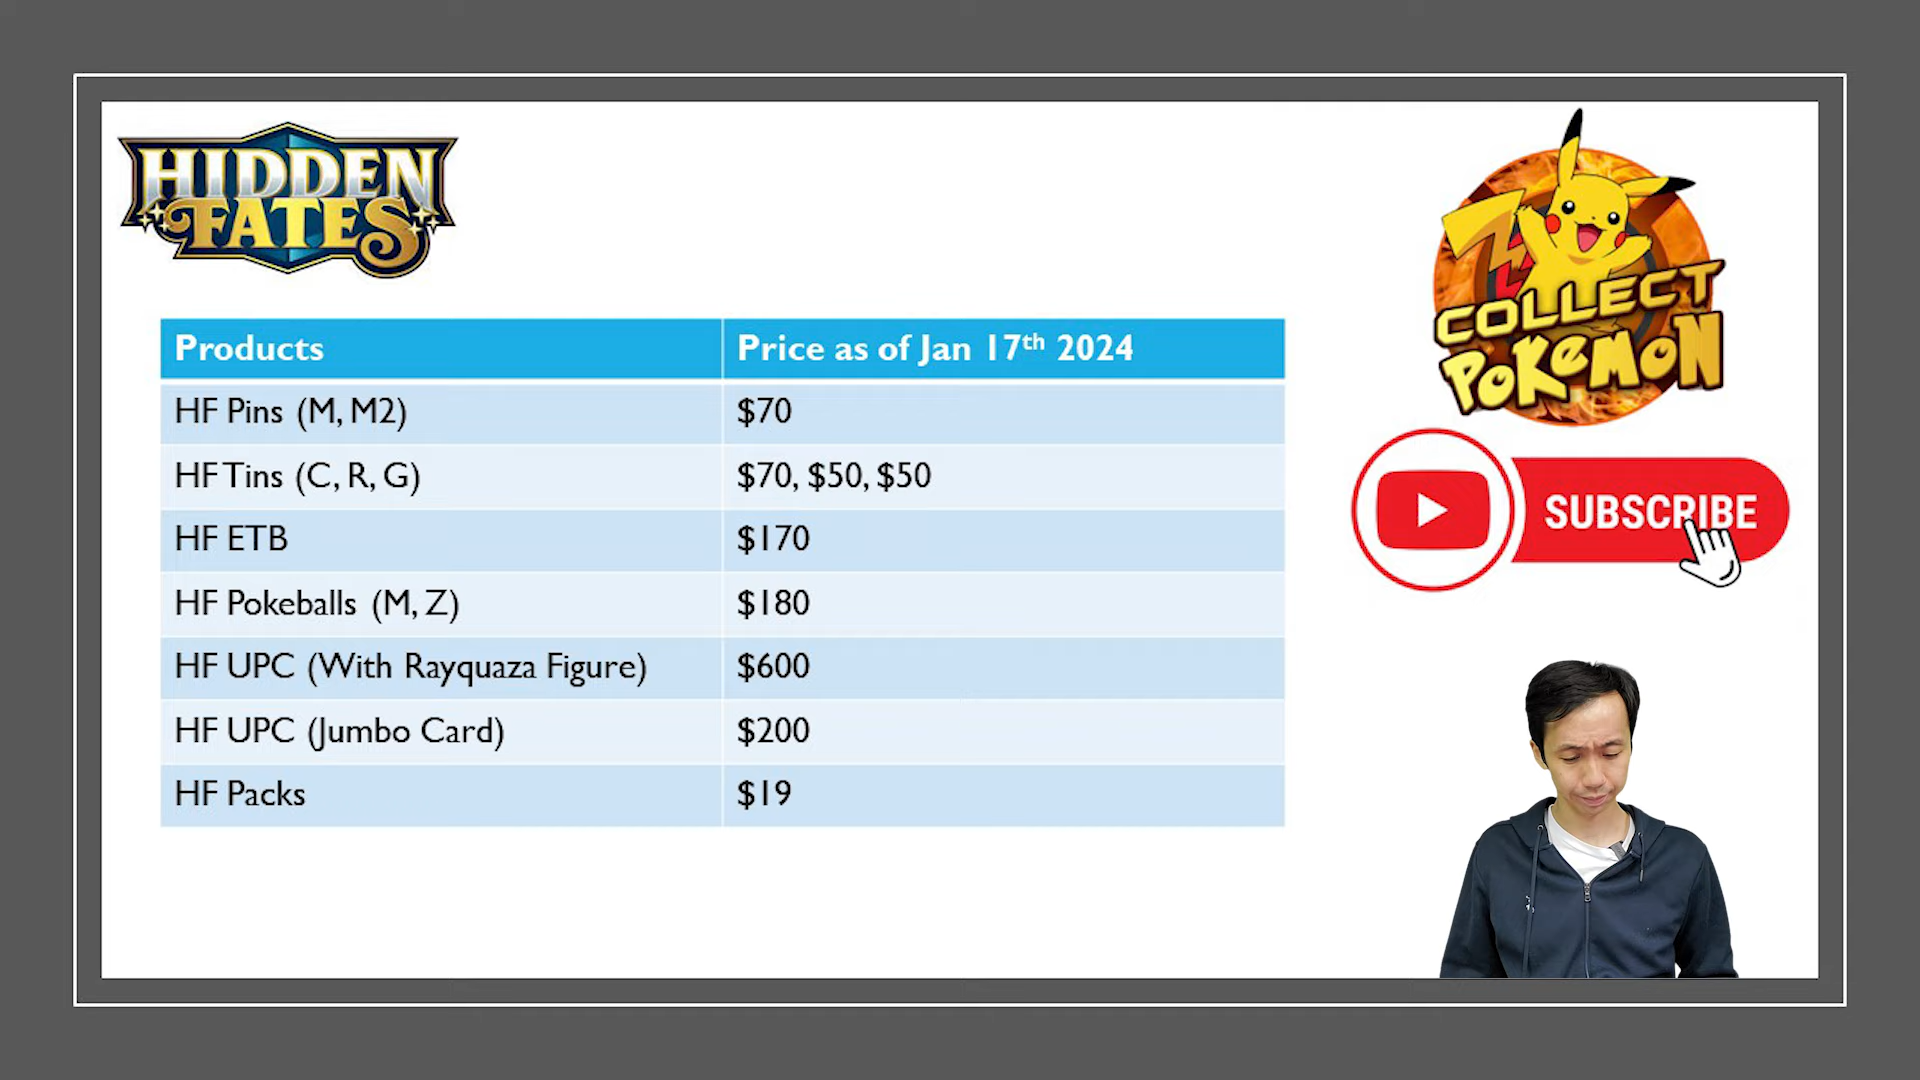 HIDDEN
FATES
COLLECT
POKEMON
Products Price as of Jan 17th 2024
HF Pins (M, M2) $70
HF Tins (C, R, G) $70, $50, $50
HF ETB $170
HF Pokeballs (M, Z) $180
HF UPC (With Rayquaza Figure) $600
HF UPC (Jumbo Card) $200
HF Packs $19
SUBSCRIBE